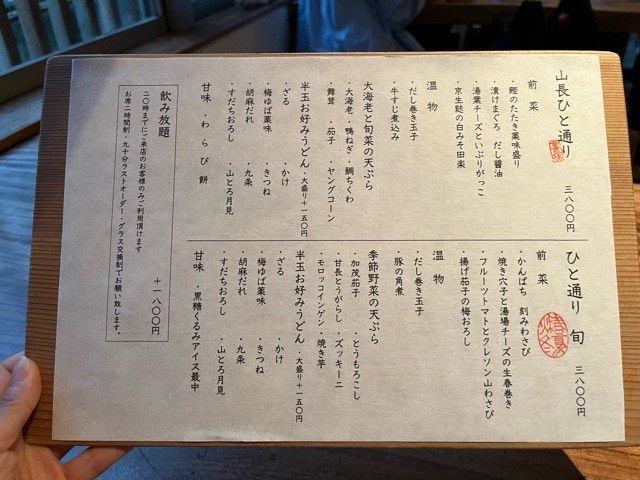 山長ひと通り 三八〇〇円
前菜
・鰹のたたき薬味盛り
・漬けまぐろ だし醤油
・湯葉チーズといぶりがっこ
・京生麩の白みそ田楽
温物
・だし巻き玉子
・牛すじ煮込み
大海老と旬菜の天ぷら
・大海老・鴨ねぎ・鯛ちくわ
・舞茸 ・茄子 ・ヤングコーン
半玉お好みうどん・大盛り+一五〇円
・ざる ・かけ
・梅ゆば薬味 ・きつね
・胡麻だれ ・九条
・すだちおろし ・山とろ月見
甘味 ・わらび餅
ひと通り 旬 三八〇〇円
前菜
・かんぱち 刻みわさび
・焼き穴子と湯場チーズの生春巻き
・フルーツトマトとクレソン山わさび
・揚げ茄子の梅おろし
温物
・だし巻き玉子
・豚の角煮
季節野菜の天ぷら
・加茂茄子 ・とうもろこし
・甘長とうがらし ・ズッキーニ
・モロッコインゲン・焼き芋
半玉お好みうどん・大盛り+一五〇円
・ざる ・かけ
・梅ゆば薬味 ・きつね
・胡麻だれ ・九条
・すだちおろし ・山とろ月見
甘味 ・黒糖くるみアイス最中
飲み放題 +一八〇〇円
二〇時までにご来店のお客様のみご利用頂けます
お席二時間制・九十分ラストオーダー・グラス交換制でお願い致します。